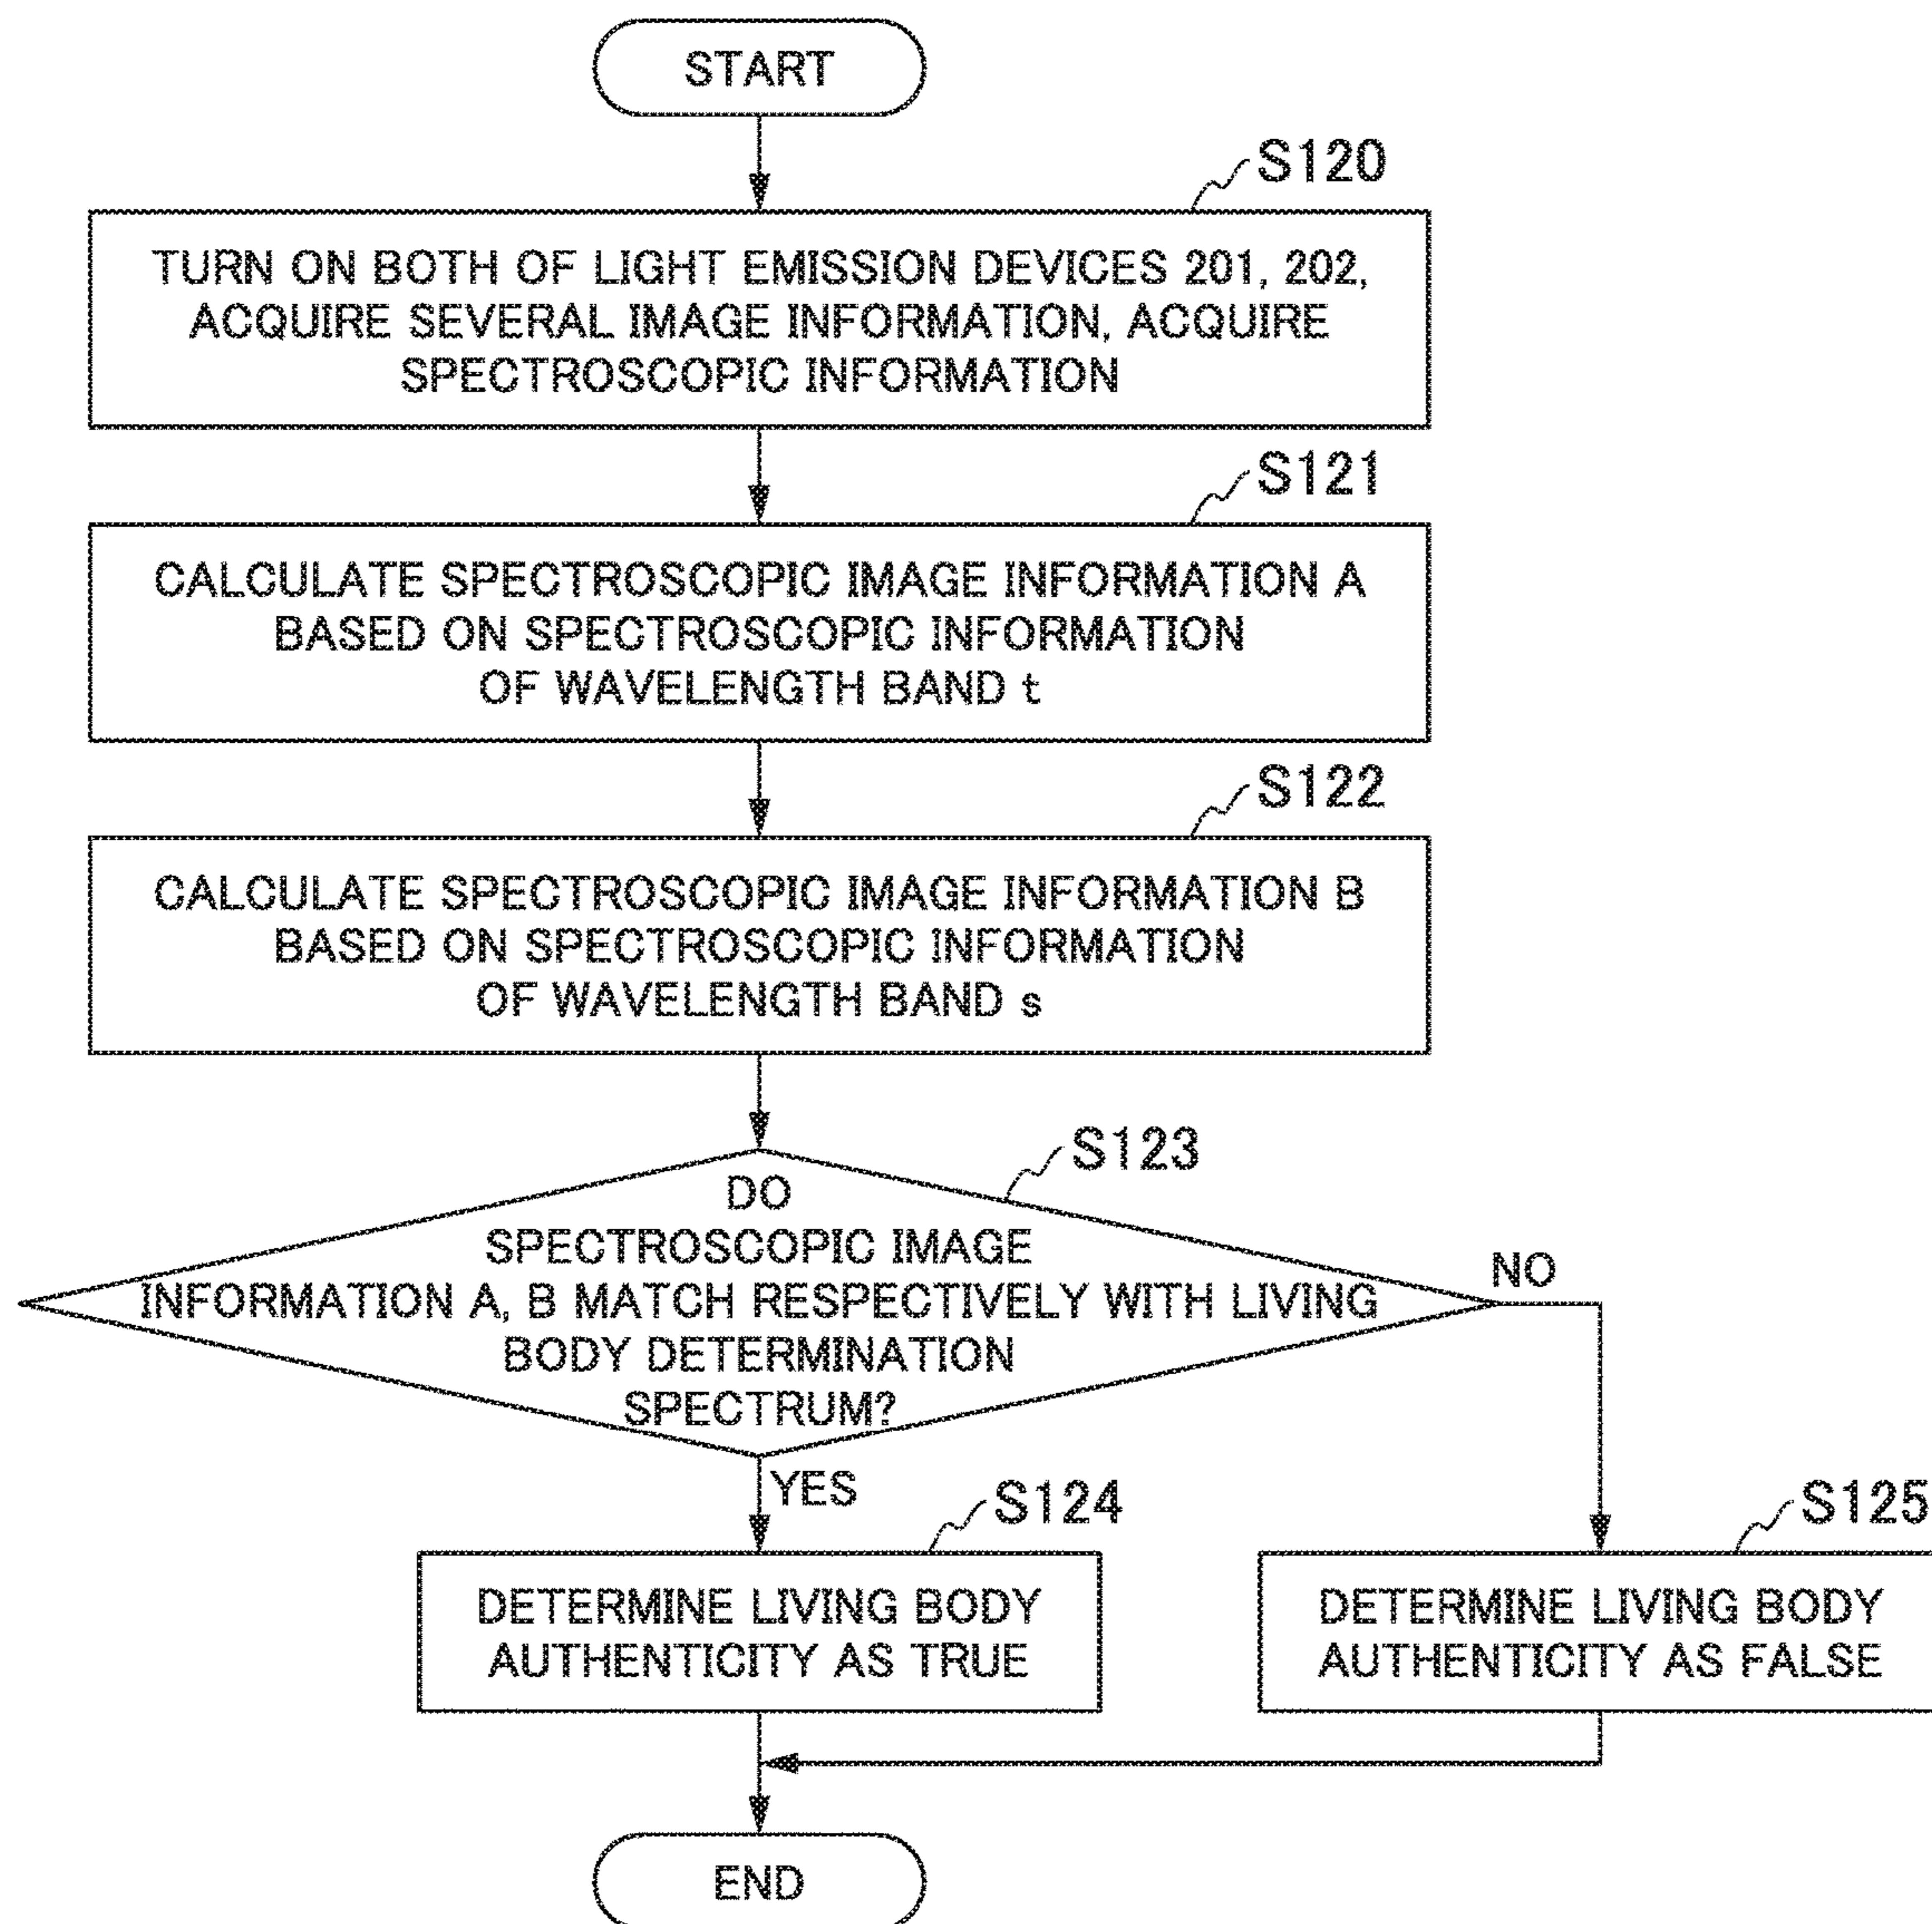 START
S120
TURN ON BOTH OF LIGHT EMISSION DEVICES 201, 202,
ACQUIRE SEVERAL IMAGE INFORMATION, ACQUIRE
SPECTROSCOPIC INFORMATION
S121
CALCULATE SPECTROSCOPIC IMAGE INFORMATION A
BASED ON SPECTROSCOPIC INFORMATION
OF WAVELENGTH BAND t
S122
CALCULATE SPECTROSCOPIC IMAGE INFORMATION B
BASED ON SPECTROSCOPIC INFORMATION
OF WAVELENGTH BAND s
S123
DO
SPECTROSCOPIC IMAGE
INFORMATION A, B MATCH RESPECTIVELY WITH LIVING
BODY DETERMINATION
SPECTRUM?
NO
YES
S124
DETERMINE LIVING BODY
AUTHENTICITY AS TRUE
S125
DETERMINE LIVING BODY
AUTHENTICITY AS FALSE
END